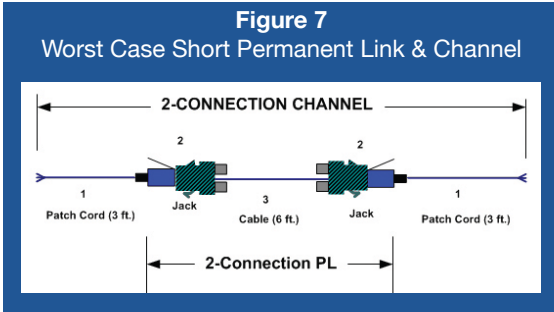 Figure 7
Worst Case Short Permanent Link & Channel
2-CONNECTION CHANNEL
2
2
1
Patch Cord (3 ft.)
Jack
3
Cable (6 ft.)
Jack
1
Patch Cord (3 ft.)
2-Connection PL